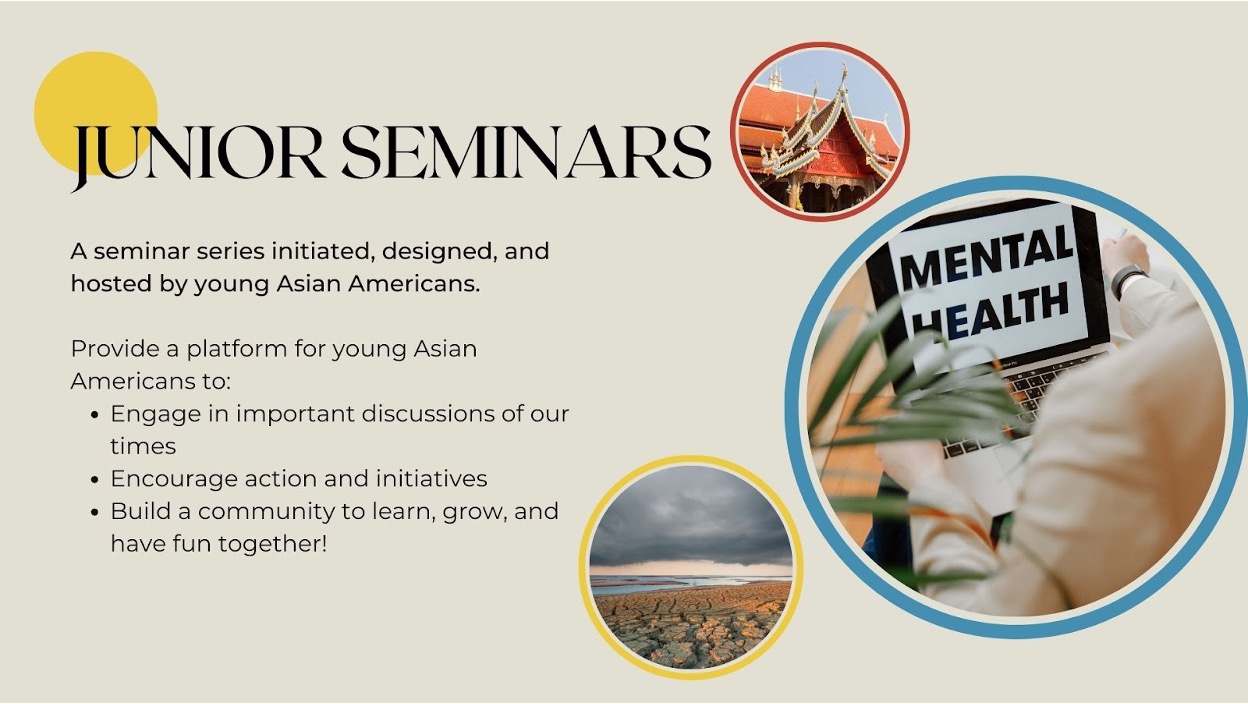 JUNIOR SEMINARS
A seminar series initiated, designed, and
hosted by young Asian Americans.
Provide a platform for young Asian
Americans to:
• Engage in important discussions of our
times
• Encourage action and initiatives
• Build a community to learn, grow, and
have fun together!
MENTAL
HEALTH